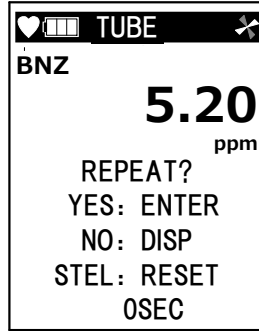 TUBE
BNZ
5.20
ppm
REPEAT?
YES: ENTER
NO: DISP
STEL: RESET
0SEC